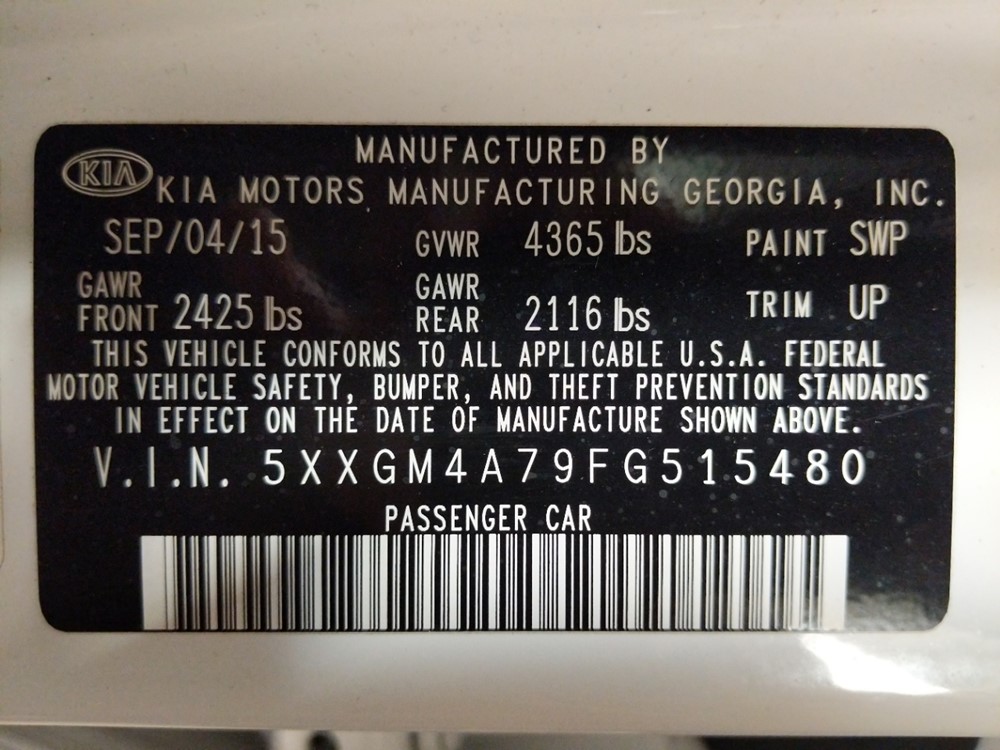 MANUFACTURED BY
KIA KIA MOTORS MANUFACTURING GEORGIA, INC.
SEP/04/15 GVWR 4365 lbs PAINT SWP
GAWR FRONT 2425 lbs GAWR REAR 2116 lbs TRIM UP
THIS VEHICLE CONFORMS TO ALL APPLICABLE U.S.A. FEDERAL
MOTOR VEHICLE SAFETY, BUMPER, AND THEFT PREVENTION STANDARDS
IN EFFECT ON THE DATE OF MANUFACTURE SHOWN ABOVE.
V.I.N. 5XXGM4A79FG515480
PASSENGER CAR